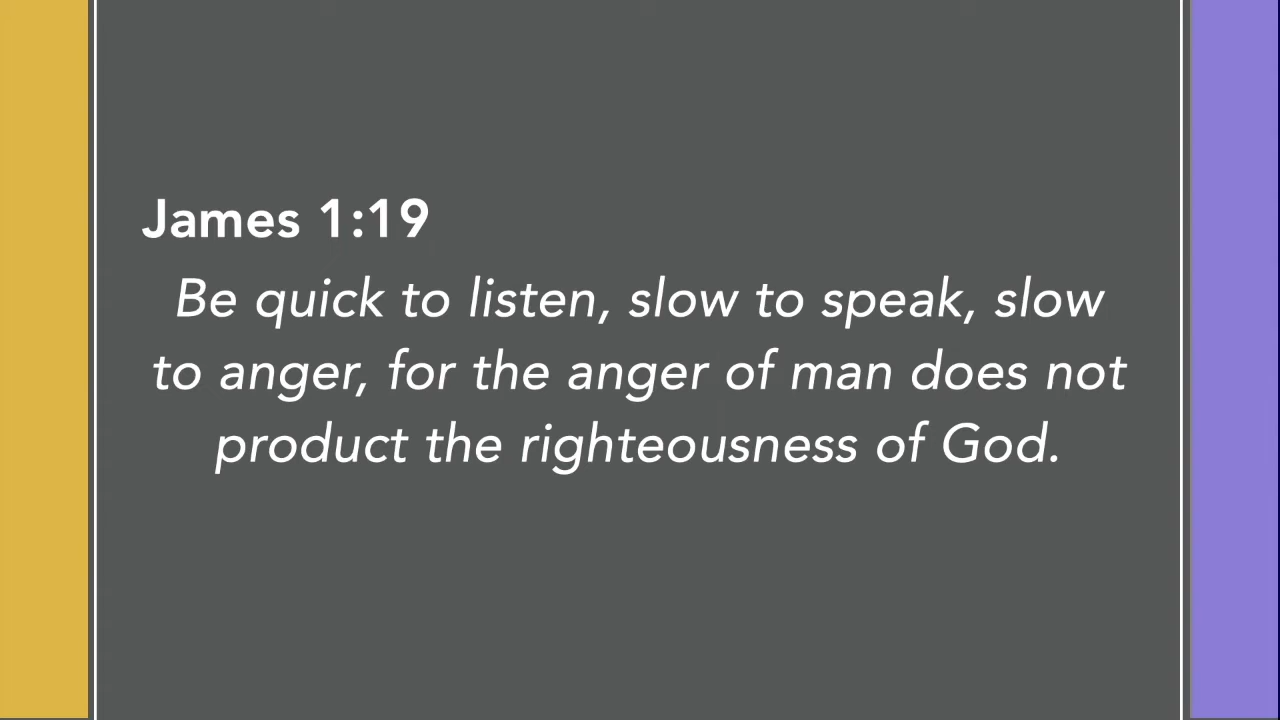 James 1:19
Be quick to listen, slow to speak, slow
to anger, for the anger of man does not
product the righteousness of God.